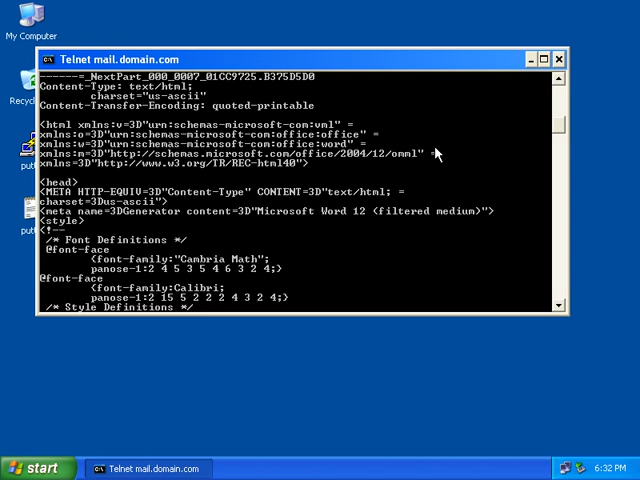 My Computer
Recyc
putt
putt
Telnet mail.domain.com
------=_NextPart_000_0007_01CC9725.B375D5D0
Content-Type: text/html;
charset="us-ascii"
Content-Transfer-Encoding: quoted-printable
<html xmlns:v=3D"urn:schemas-microsoft-com:vml" =
xmlns:o=3D"urn:schemas-microsoft-com:office:office" =
xmlns:w=3D"urn:schemas-microsoft-com:office:word" =
xmlns:m=3D"http://schemas.microsoft.com/office/2004/12/omml" =
xmlns=3D"http://www.w3.org/TR/REC-html40">
<head>
<META HTTP-EQUIV=3D"Content-Type" CONTENT=3D"text/html; =
charset=3Dus-ascii">
<meta name=3DGenerator content=3D"Microsoft Word 12 (filtered medium)">
<style>
<!--
/* Font Definitions */
@font-face
{font-family:"Cambria Math";
panose-1:2 4 5 3 5 4 6 3 2 4;}
@font-face
{font-family:Calibri;
panose-1:2 15 5 2 2 2 4 3 2 4;}
/* Style Definitions */
start
Telnet mail.domain.com
6:32 PM